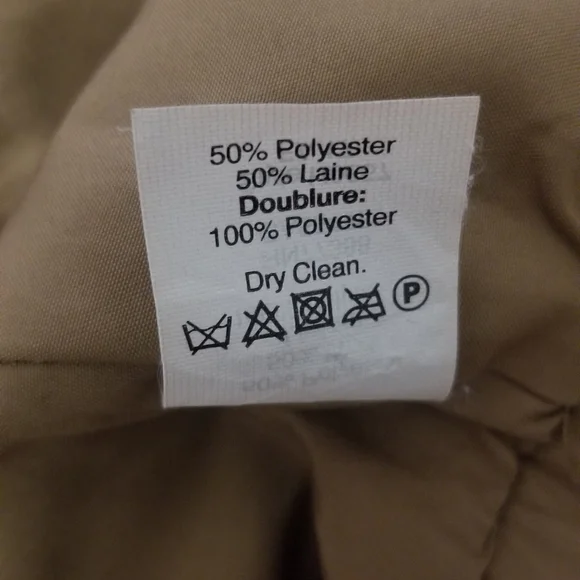 50% Polyester
50% Laine
Doublure:
100% Polyester
Dry Clean.
P